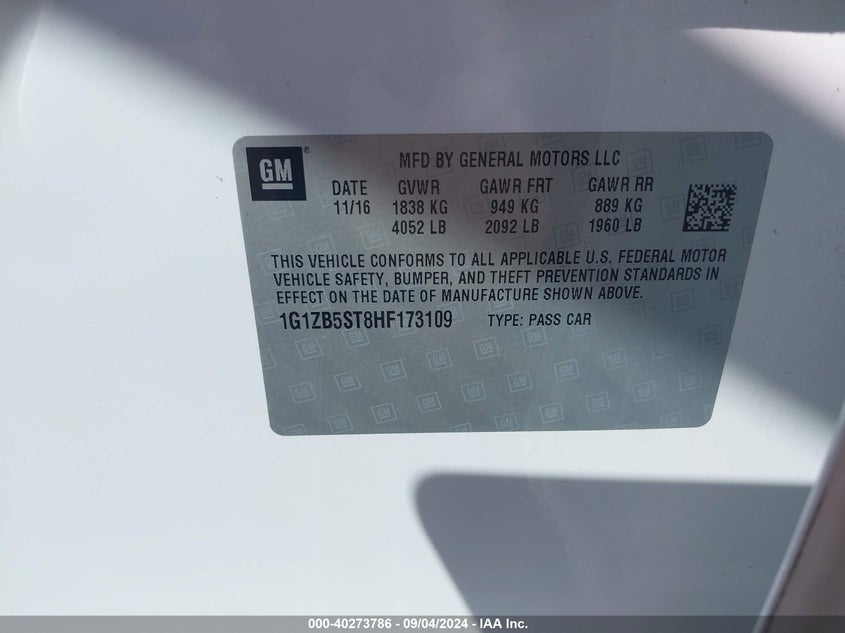 GM®
MFD BY GENERAL MOTORS LLC
DATE GVWR GAWR FRT GAWR RR
11/16 1838 KG 949 KG 889 KG
4052 LB 2092 LB 1960 LB
THIS VEHICLE CONFORMS TO ALL APPLICABLE U.S. FEDERAL MOTOR
VEHICLE SAFETY, BUMPER, AND THEFT PREVENTION STANDARDS IN
EFFECT ON THE DATE OF MANUFACTURE SHOWN ABOVE.
1G1ZB5ST8HF173109 TYPE: PASS CAR
000-40273786 - 09/04/2024 - IAA Inc.